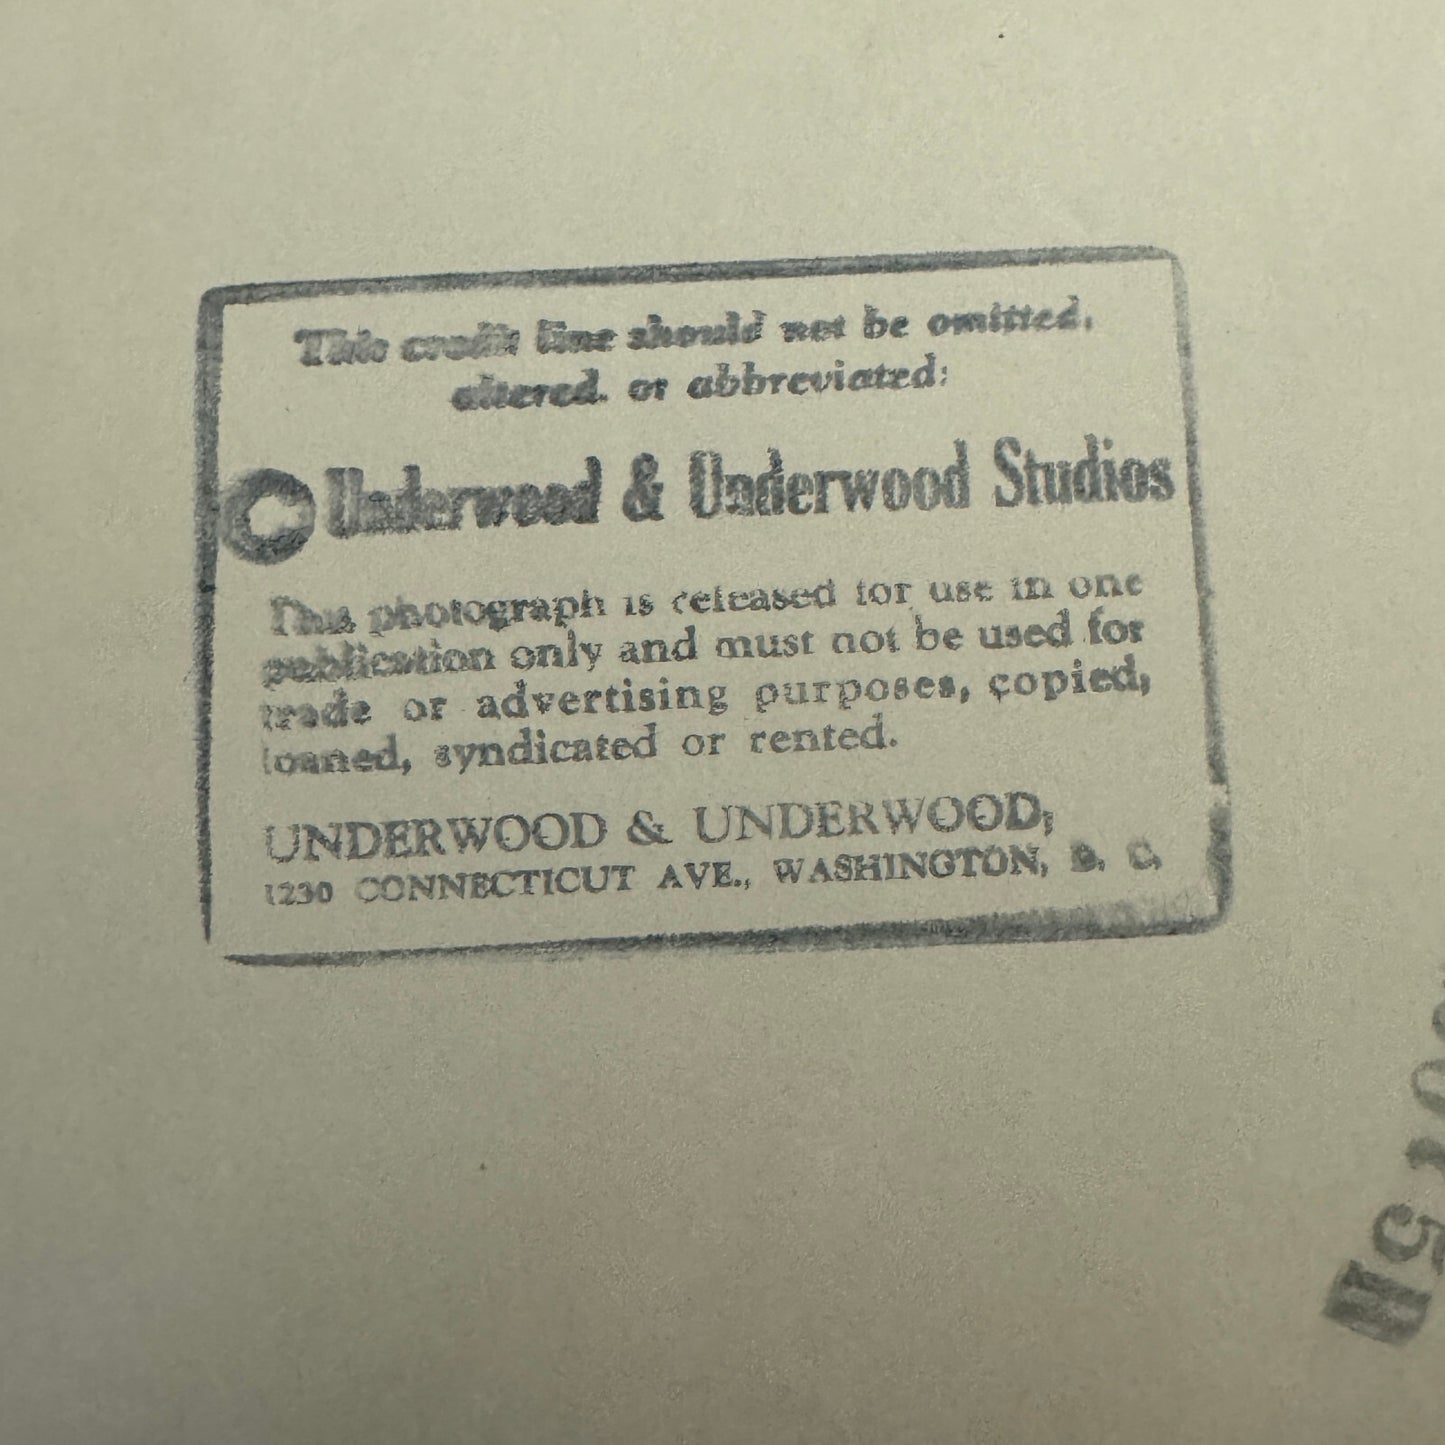 This credit line should not be omitted,
altered, or abbreviated:
© Underwood & Underwood Studios
This photograph is released for use in one
publication only and must not be used for
trade or advertising purposes, copied,
loaned, syndicated or rented.
UNDERWOOD & UNDERWOOD,
1230 CONNECTICUT AVE., WASHINGTON, D. C.